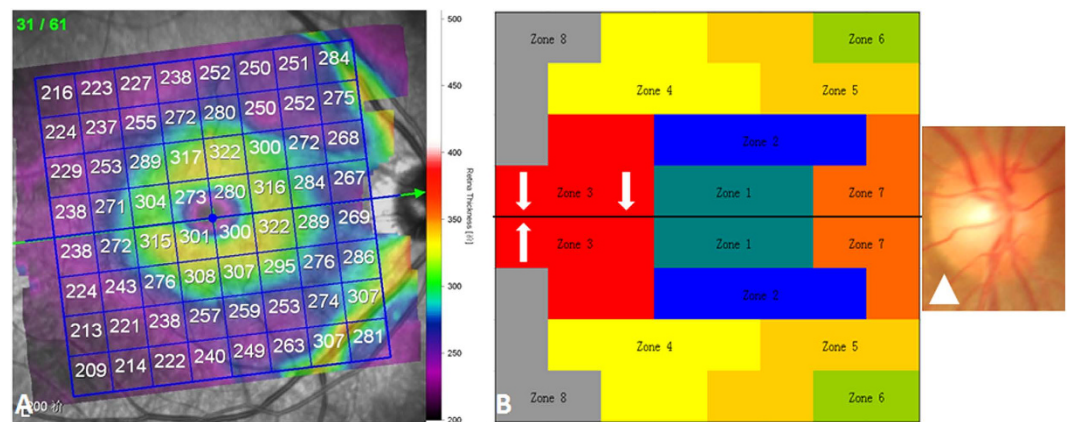 31 / 61
216 223 227 238 252 250 251 284
224 237 255 272 280 250 252 275
229 253 289 317 322 300 272 268
238 271 304 273 280 316 284 267
238 272 315 301 300 322 289 269
224 243 276 308 307 295 276 286
213 221 238 257 259 253 274 307
209 214 222 240 249 263 307 281
A
200
500
450
400
350
300
250
200
Retina Thickness
Zone 8
Zone 6
Zone 4
Zone 5
Zone 2
Zone 3
Zone 1
Zone 7
Zone 3
Zone 1
Zone 7
Zone 2
Zone 4
Zone 5
Zone 8
Zone 6
B